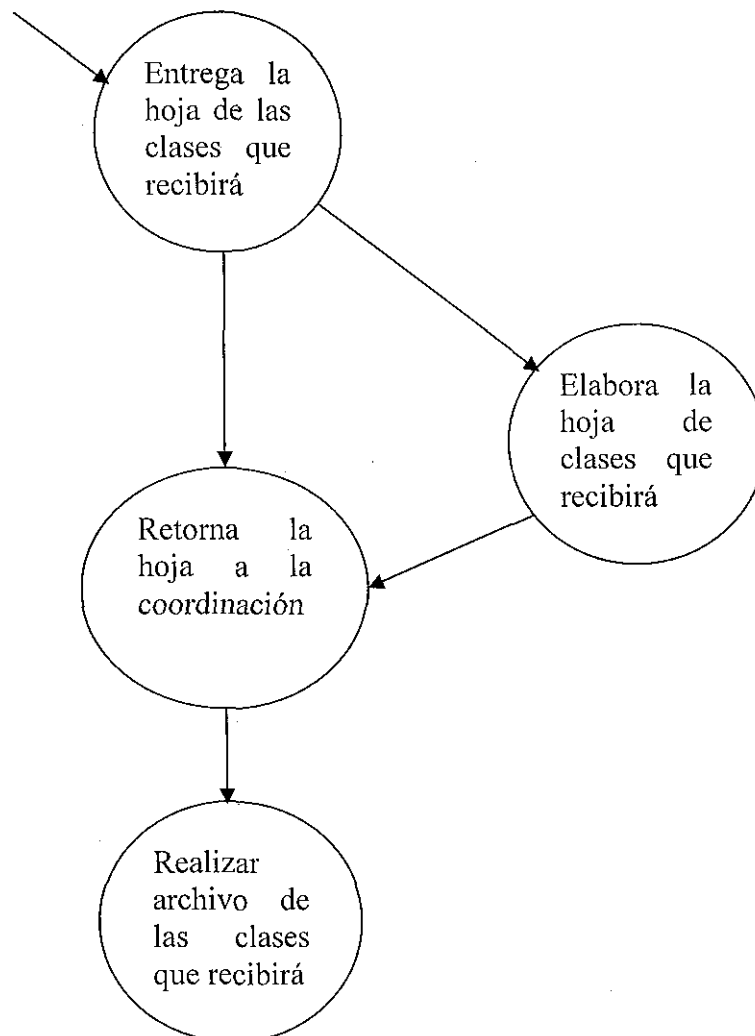 Entrega la
hoja de las
clases que
recibirá
Elabora la
hoja de
clases que
recibirá
Retorna la
hoja a la
coordinación
Realizar
archivo de
las clases
que recibirá